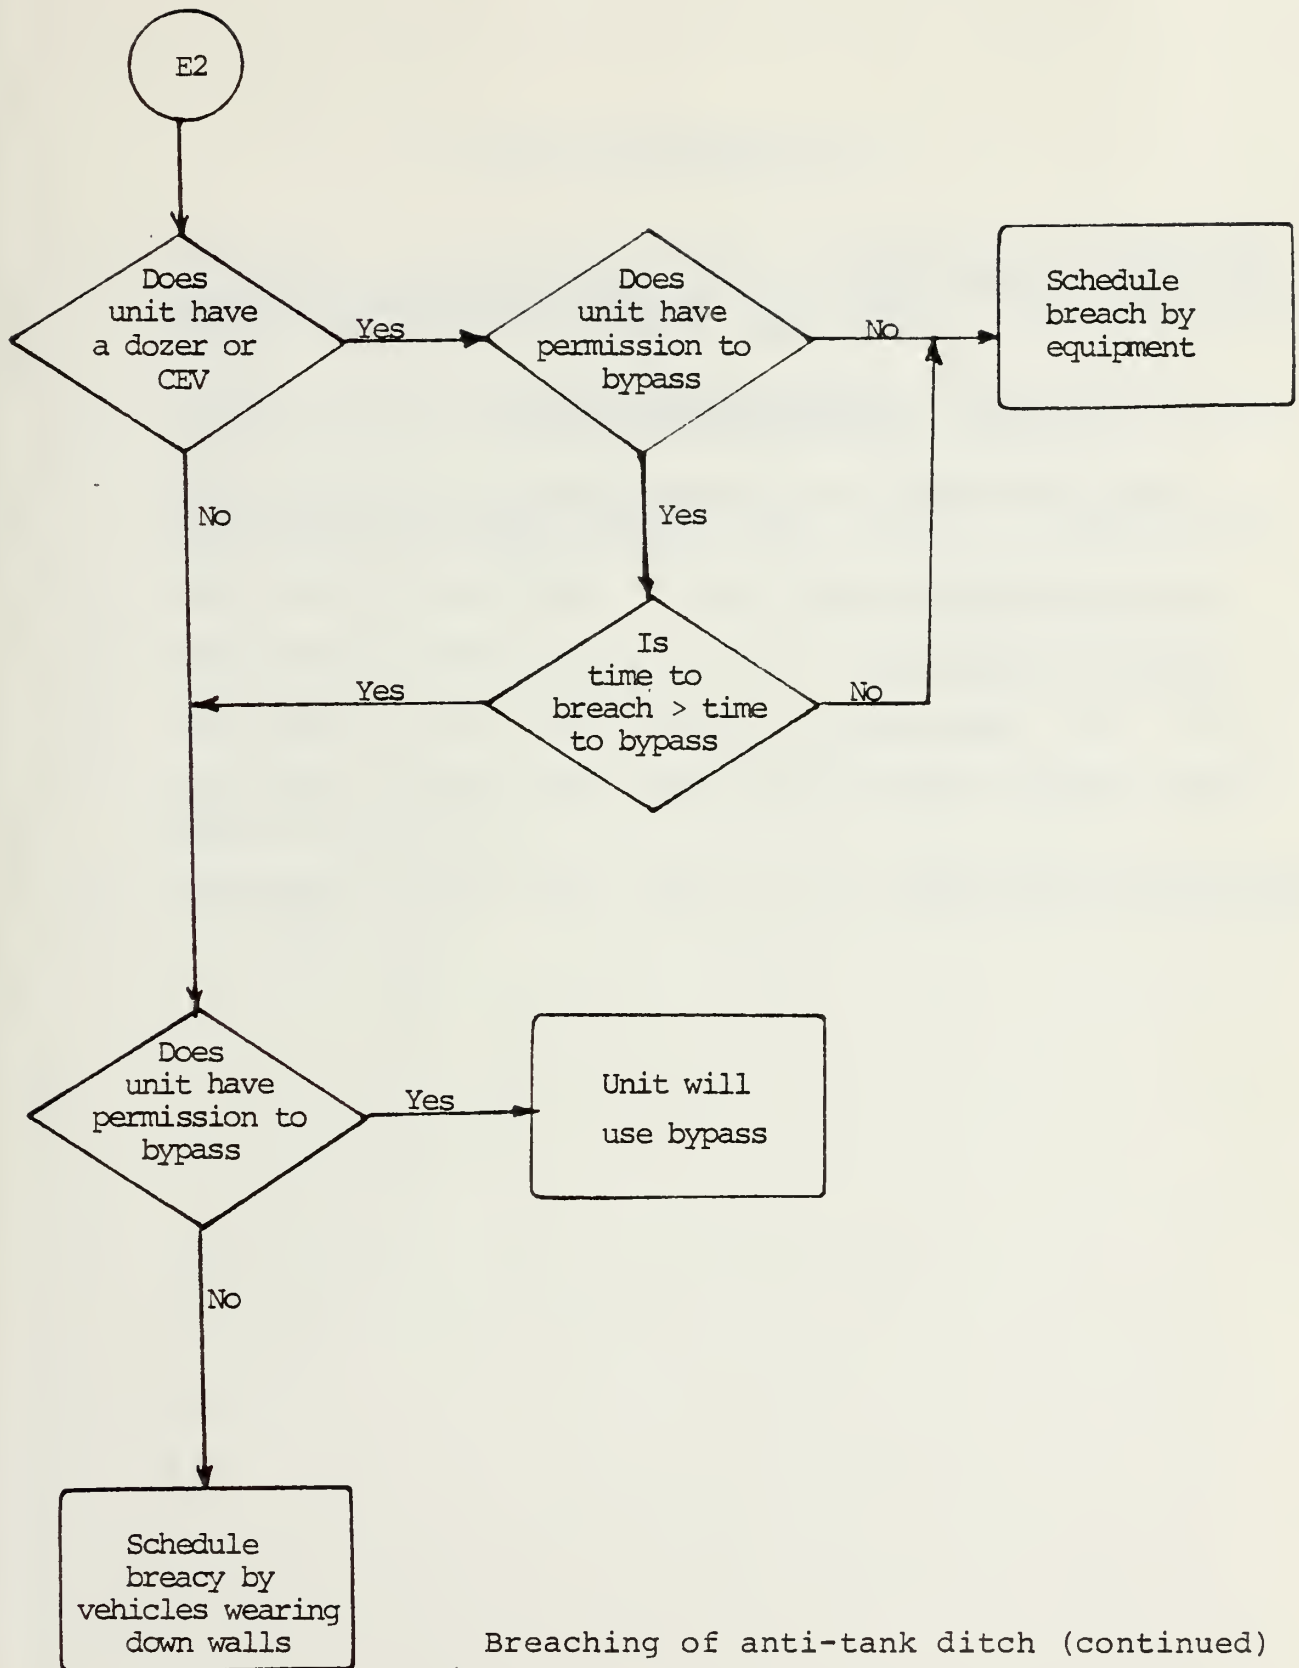 E2
Does
unit have
a dozer or
CEV
Yes
Does
unit have
permission to
bypass
No
Schedule
breach by
equipment
No
Yes
Is
time to
breach > time
to bypass
Yes
No
Does
unit have
permission to
bypass
Yes
Unit will
use bypass
No
Schedule
breacy by
vehicles wearing
down walls
Breaching of anti-tank ditch (continued)